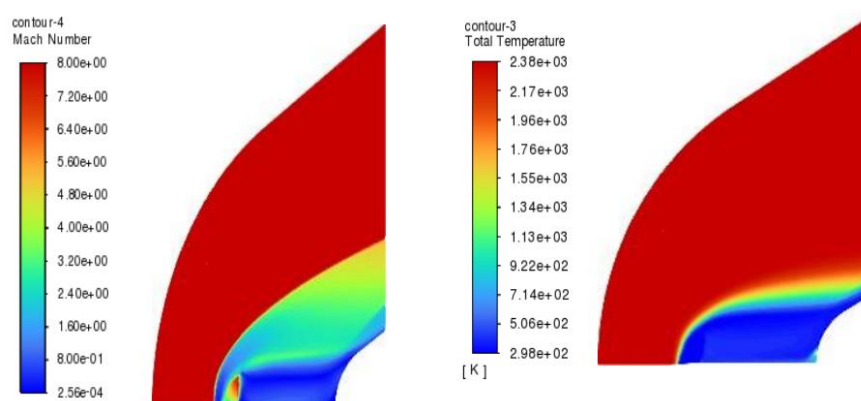 contour-4
Mach Number
8.00e+00
7.20e+00
6.40e+00
5.60e+00
4.80e+00
4.00e+00
3.20e+00
2.40e+00
1.60e+00
8.00e-01
2.56e-04
contour-3
Total Temperature
2.38e+03
2.17e+03
1.96e+03
1.76e+03
1.55e+03
1.34e+03
1.13e+03
9.22e+02
7.14e+02
5.06e+02
2.98e+02
[ K ]